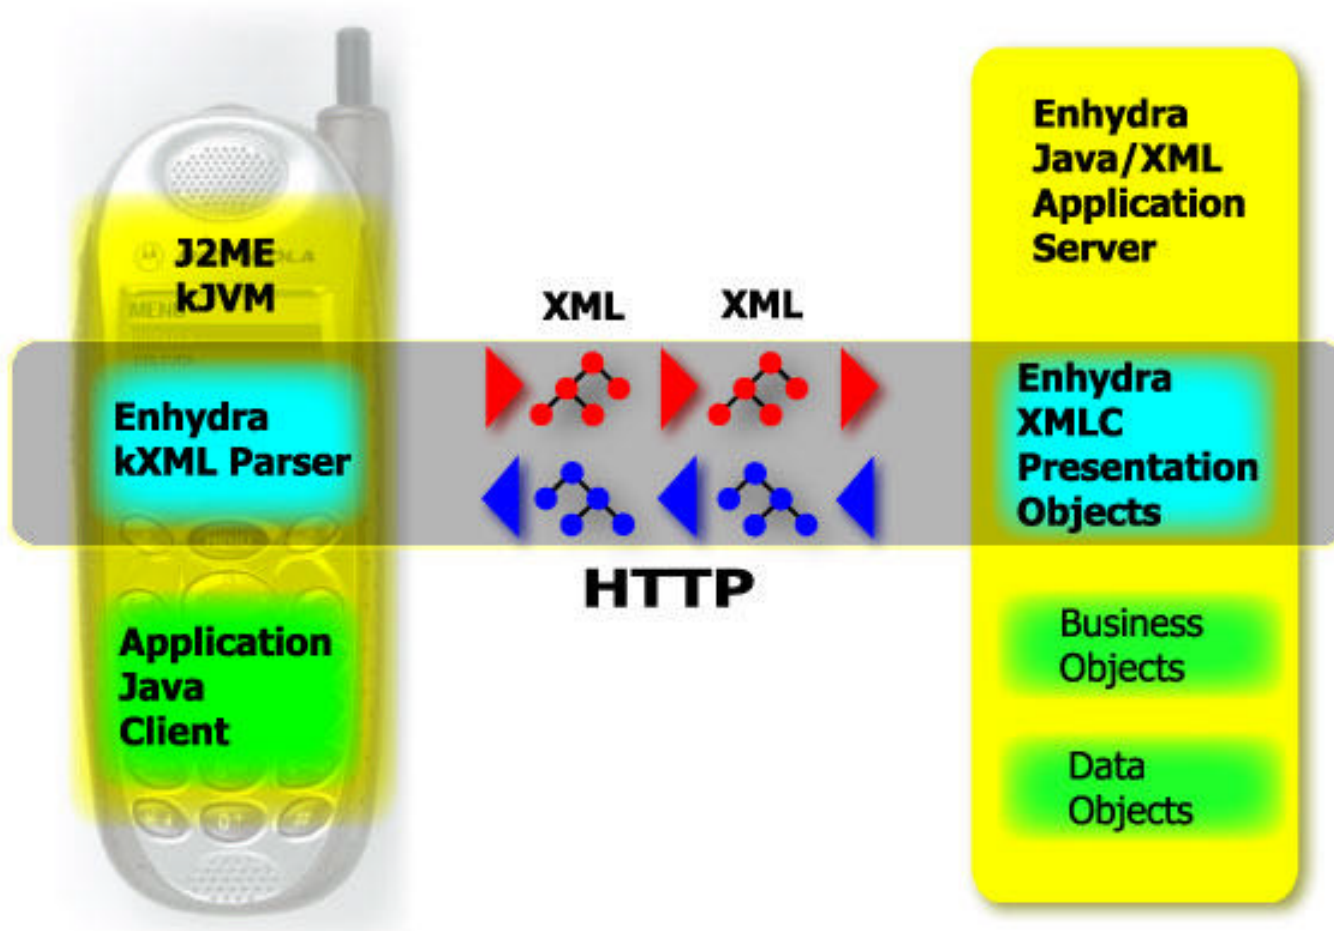 J2ME
kJVM
MENU
Enhydra
kXML Parser
Application
Java
Client
XML XML
HTTP
Enhydra
Java/XML
Application
Server
Enhydra
XMLC
Presentation
Objects
Business
Objects
Data
Objects